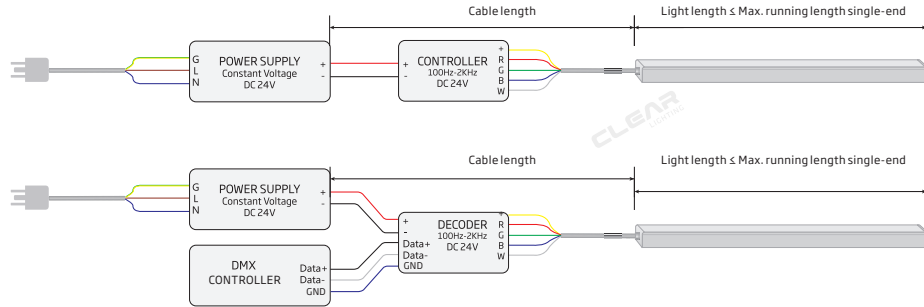 Cable length
Light length ≤ Max. running length single-end
G
L
N
POWER SUPPLY
Constant Voltage
DC 24V
+
-
+
-
CONTROLLER
100Hz-2KHz
DC 24V
+
R
G
B
W
CLEAR
LIGHTING
Cable length
Light length ≤ Max. running length single-end
G
L
N
POWER SUPPLY
Constant Voltage
DC 24V
+
-
+
-
Data+
Data-
GND
DECODER
100Hz-2KHz
DC 24V
+
R
G
B
W
DMX
CONTROLLER
Data+
Data-
GND